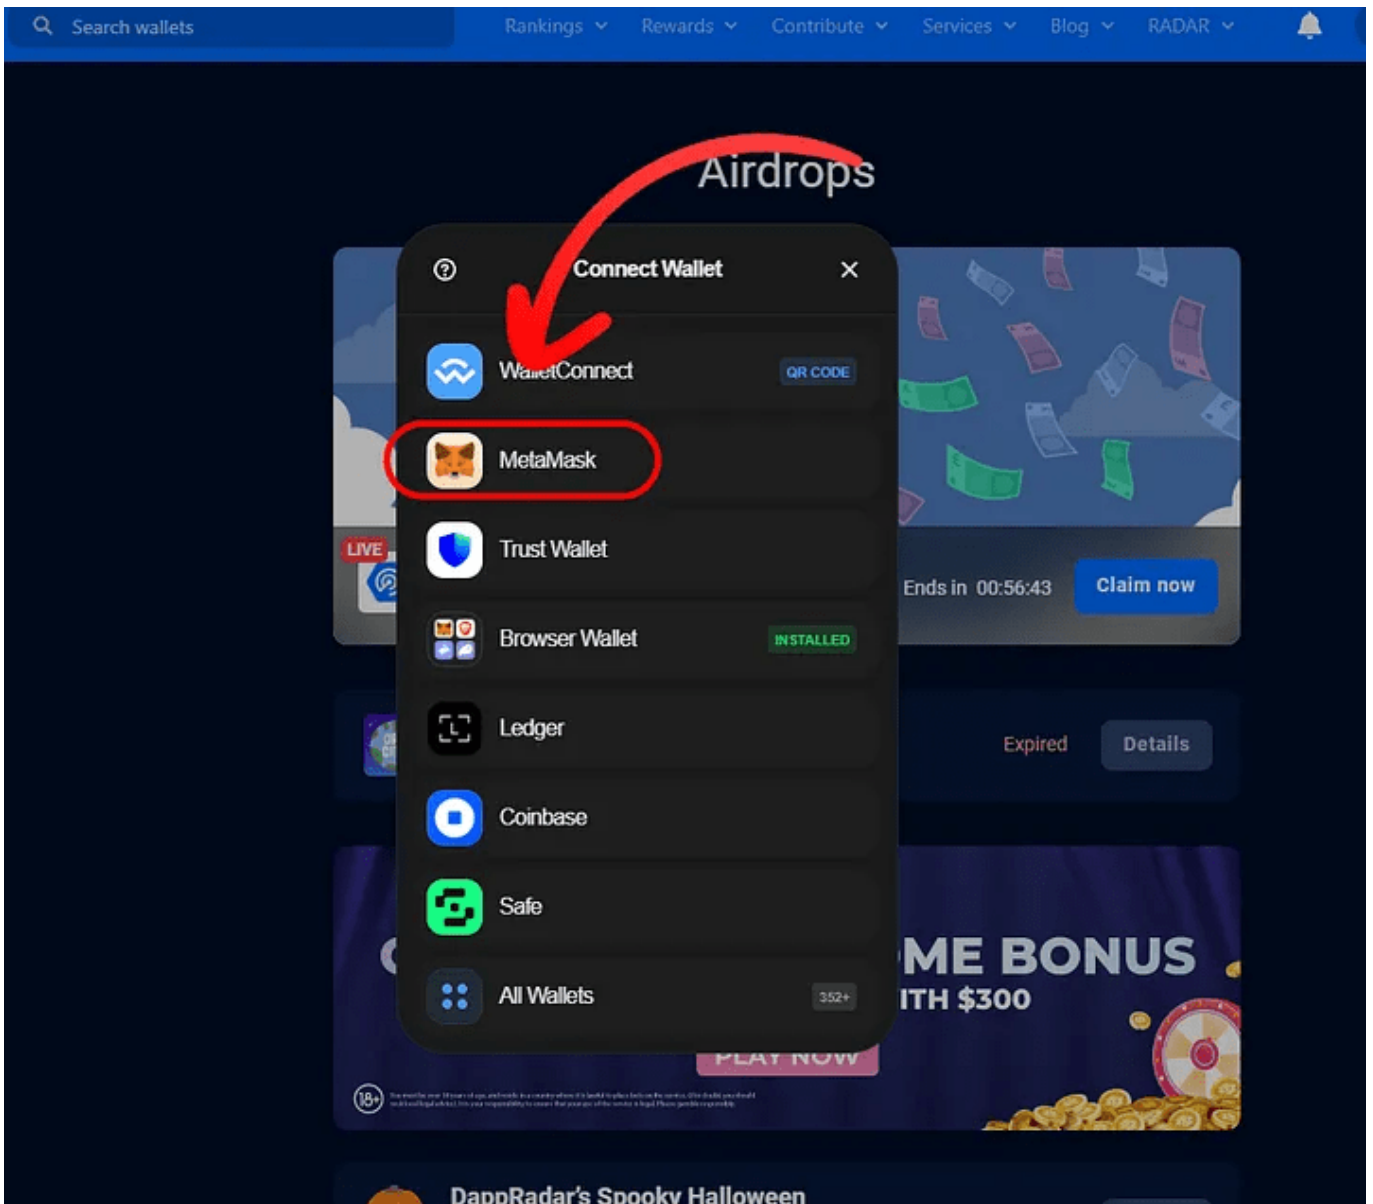 Search wallets
Rankings
Rewards
Contribute
Services
Blog
RADAR
Airdrops
Connect Wallet
WalletConnect
QR CODE
MetaMask
Trust Wallet
LIVE
Ends in 00:56:43
Claim now
Browser Wallet
INSTALLED
Ledger
Expired
Details
Coinbase
Safe
ME BONUS
ITH $300
All Wallets
352+
PLAY NOW
18+
DappRadar's Spooky Halloween